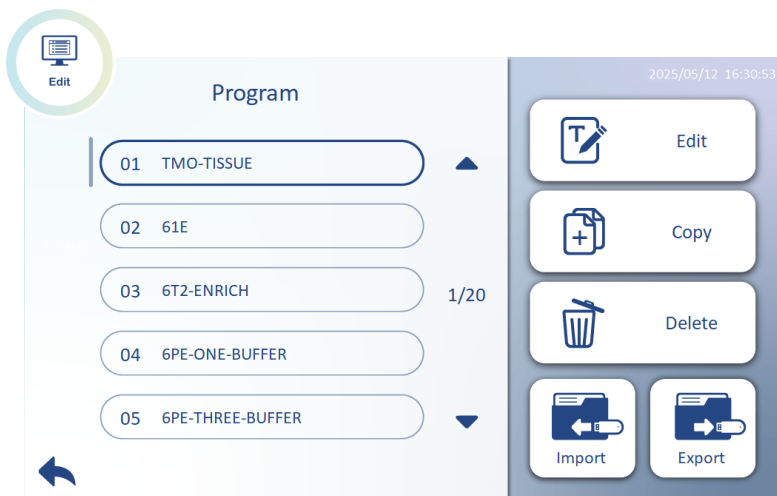 Edit
2025/05/12 16:30:53
Program
01 TMO-TISSUE
02 61E
03 6T2-ENRICH
1/20
04 6PE-ONE-BUFFER
05 6PE-THREE-BUFFER
Edit
Copy
Delete
Import
Export